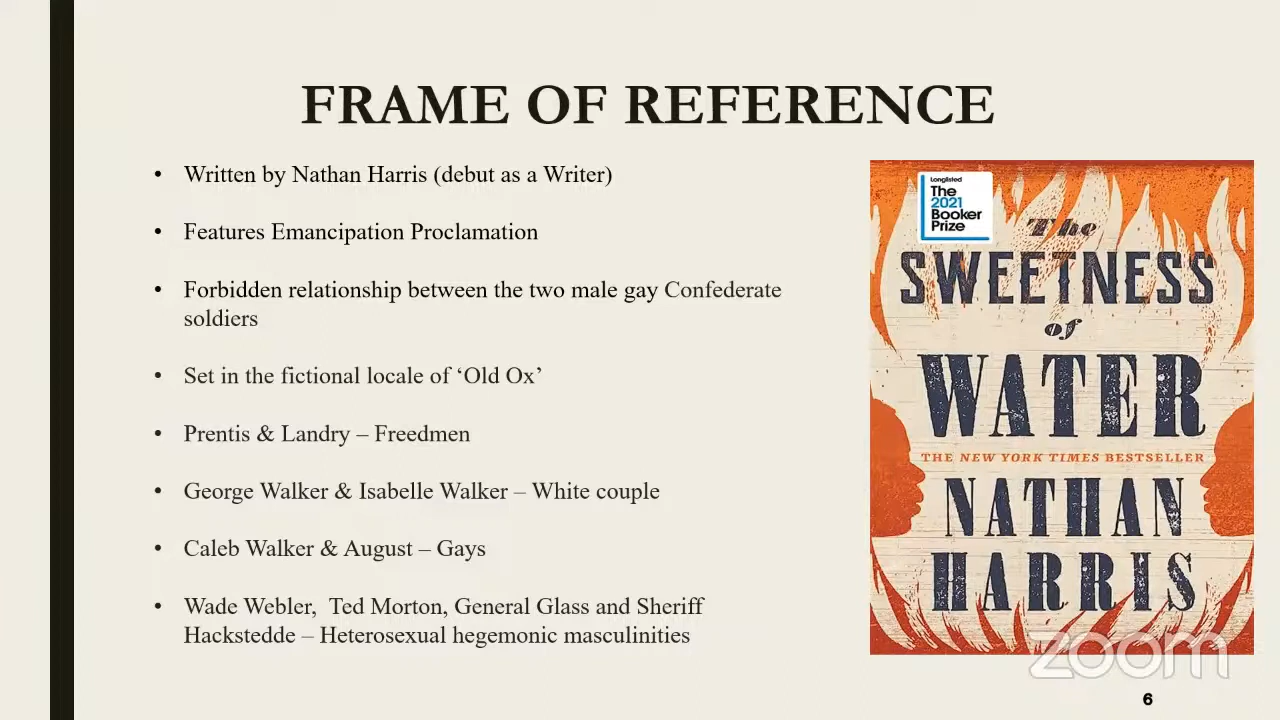 FRAME OF REFERENCE
• Written by Nathan Harris (debut as a Writer)
• Features Emancipation Proclamation
• Forbidden relationship between the two male gay Confederate
soldiers
• Set in the fictional locale of ‘Old Ox’
• Prentis & Landry – Freedmen
• George Walker & Isabelle Walker – White couple
• Caleb Walker & August – Gays
• Wade Webler,  Ted Morton, General Glass and Sheriff
Hackstedde – Heterosexual hegemonic masculinities
Longlisted
The
2021
Booker
Prize
The
SWEETNESS
of
WATER
THE NEW YORK TIMES BESTSELLER
NATHAN
HARRIS
zoom
6